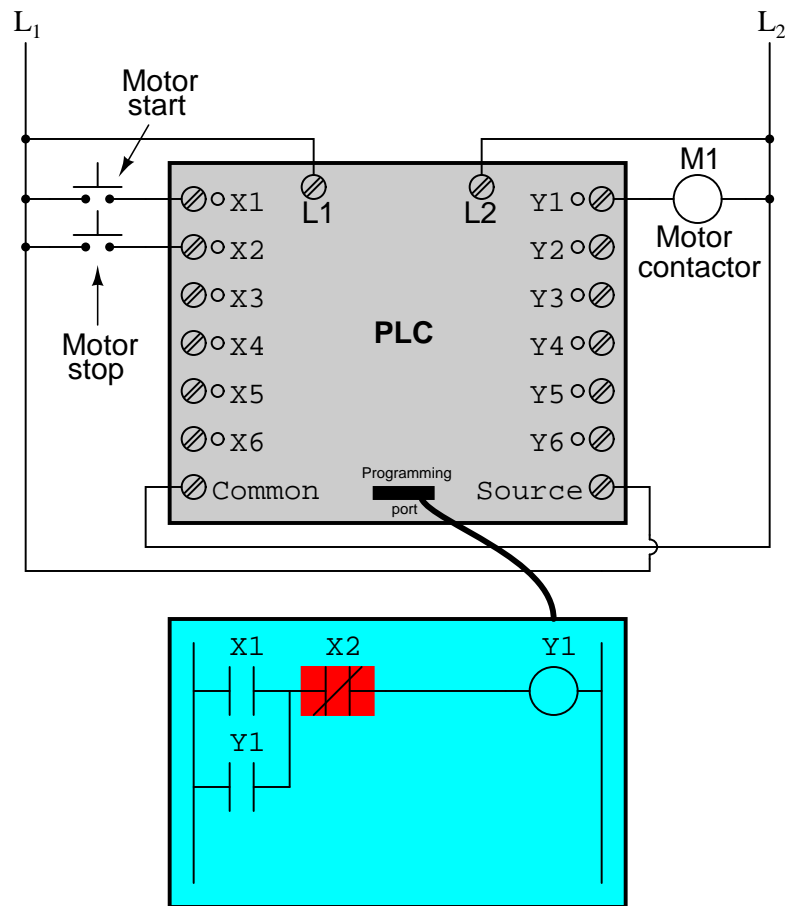 L1
L2
Motor
start
M1
X1
L1
L2
Y1
X2
Y2
Motor
contactor
X3
Y3
Motor
stop
X4
PLC
Y4
X5
Y5
X6
Y6
Common
Programming
port
Source
X1
X2
Y1
Y1